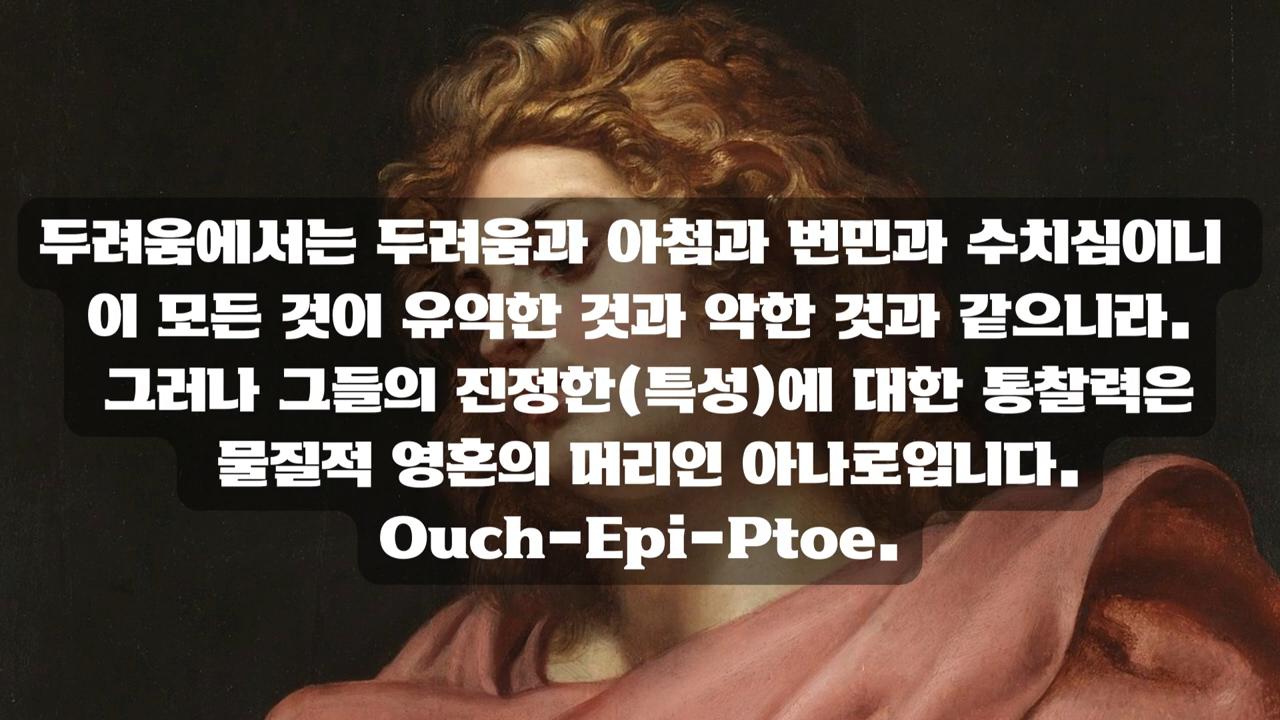 두려움에서는 두려움과 아첨과 번민과 수치심이니
이 모든 것이 유익한 것과 악한 것과 같으니라.
그러나 그들의 진정한(특성)에 대한 통찰력은
물질적 영혼의 머리인 아나로입니다.
Ouch-Epi-Ptoe.